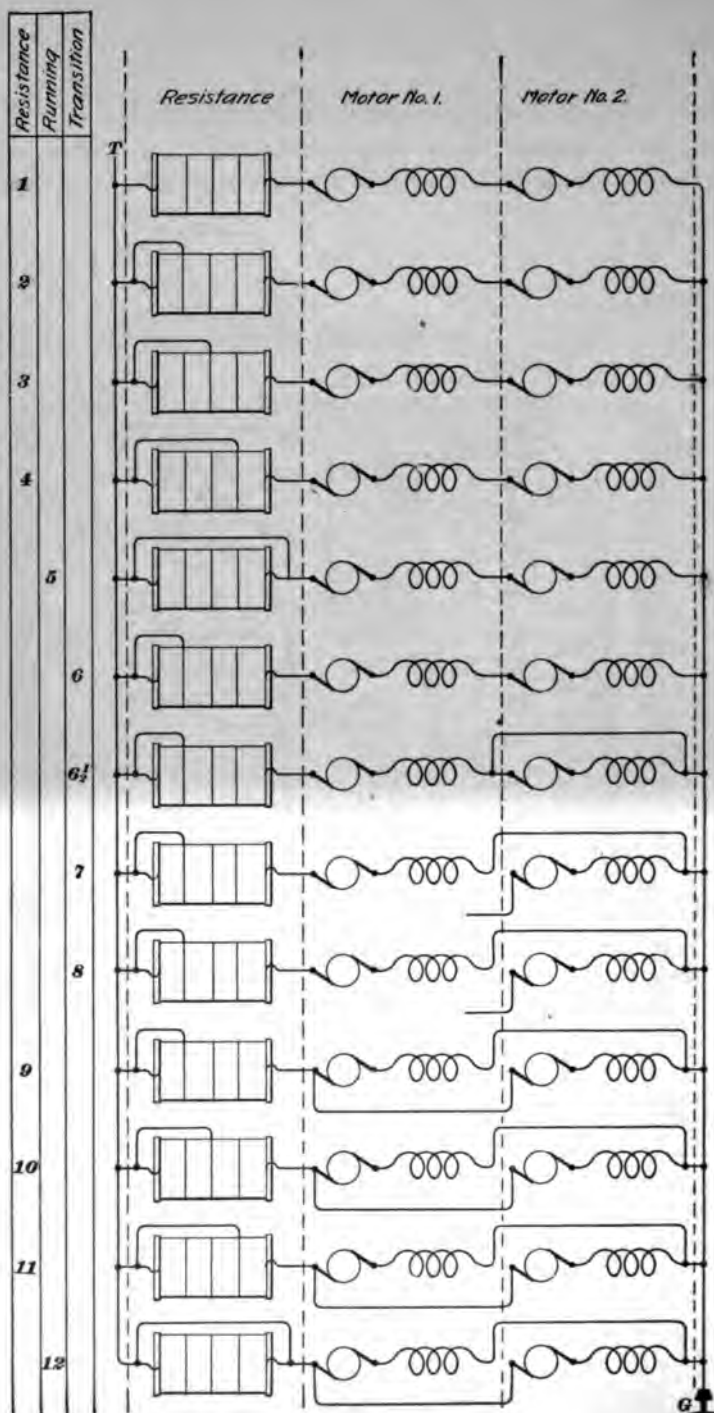 Resistance
Running
Transition
Resistance
Motor No. 1.
Motor No. 2.
T
1
2
3
4
5
6
6½
7
8
9
10
11
12
G